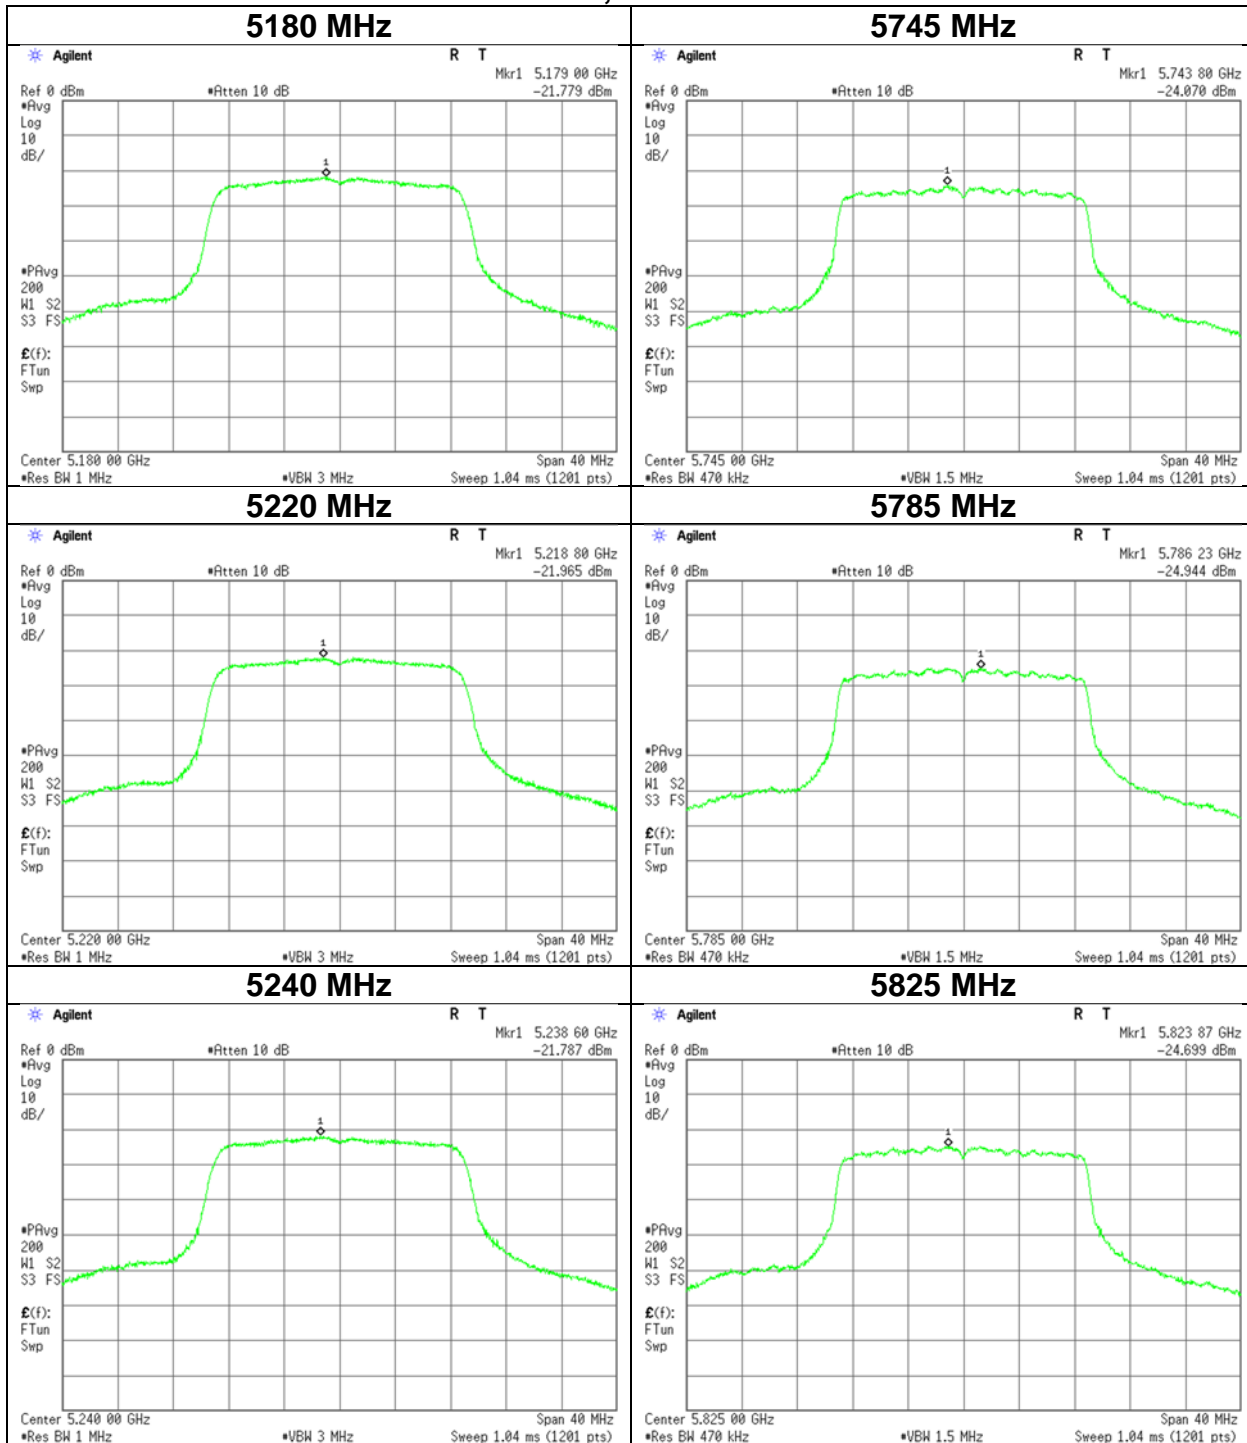 5180 MHz
Agilent R T
Mkr1 5.179 00 GHz
Ref 0 dBm *Atten 10 dB -21.779 dBm
*Avg
Log
10
dB/
1
*PAvg
200
W1 S2
S3 FS
£(f):
FTun
Swp
Center 5.180 00 GHz Span 40 MHz
*Res BW 1 MHz *VBW 3 MHz Sweep 1.04 ms (1201 pts)
5745 MHz
Agilent R T
Mkr1 5.743 80 GHz
Ref 0 dBm *Atten 10 dB -24.070 dBm
*Avg
Log
10
dB/
1
*PAvg
200
W1 S2
S3 FS
£(f):
FTun
Swp
Center 5.745 00 GHz Span 40 MHz
*Res BW 470 kHz *VBW 1.5 MHz Sweep 1.04 ms (1201 pts)
5220 MHz
Agilent R T
Mkr1 5.218 80 GHz
Ref 0 dBm *Atten 10 dB -21.965 dBm
*Avg
Log
10
dB/
1
*PAvg
200
W1 S2
S3 FS
£(f):
FTun
Swp
Center 5.220 00 GHz Span 40 MHz
*Res BW 1 MHz *VBW 3 MHz Sweep 1.04 ms (1201 pts)
5785 MHz
Agilent R T
Mkr1 5.786 23 GHz
Ref 0 dBm *Atten 10 dB -24.944 dBm
*Avg
Log
10
dB/
1
*PAvg
200
W1 S2
S3 FS
£(f):
FTun
Swp
Center 5.785 00 GHz Span 40 MHz
*Res BW 470 kHz *VBW 1.5 MHz Sweep 1.04 ms (1201 pts)
5240 MHz
Agilent R T
Mkr1 5.238 60 GHz
Ref 0 dBm *Atten 10 dB -21.787 dBm
*Avg
Log
10
dB/
1
*PAvg
200
W1 S2
S3 FS
£(f):
FTun
Swp
Center 5.240 00 GHz Span 40 MHz
*Res BW 1 MHz *VBW 3 MHz Sweep 1.04 ms (1201 pts)
5825 MHz
Agilent R T
Mkr1 5.823 87 GHz
Ref 0 dBm *Atten 10 dB -24.699 dBm
*Avg
Log
10
dB/
1
*PAvg
200
W1 S2
S3 FS
£(f):
FTun
Swp
Center 5.825 00 GHz Span 40 MHz
*Res BW 470 kHz *VBW 1.5 MHz Sweep 1.04 ms (1201 pts)